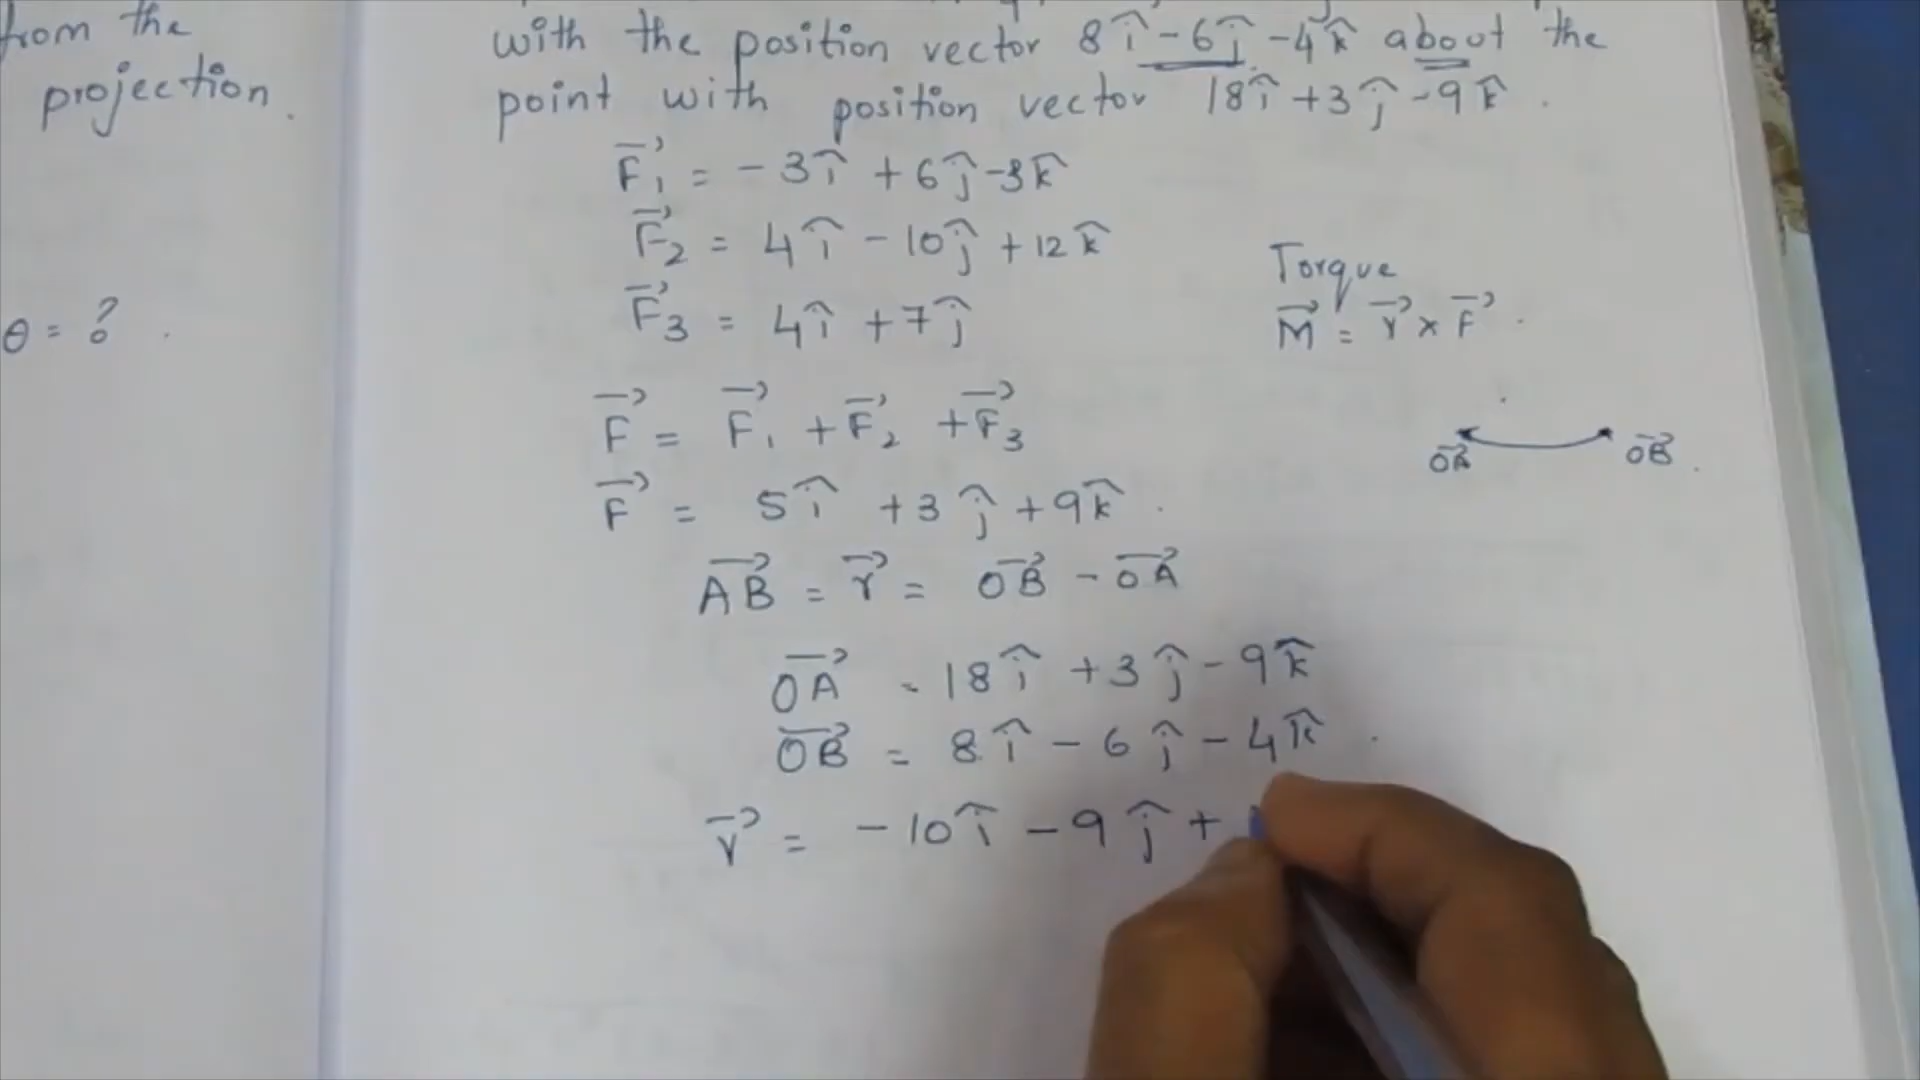 from the
projection.
θ = ? .
with the position vector 8î - 6ĵ - 4k̂ about the
point with position vector 18î + 3ĵ - 9k̂ .
F⃗₁ = - 3î + 6ĵ - 3k̂
F⃗₂ = 4î - 10ĵ + 12k̂
F⃗₃ = 4î + 7ĵ
Torque
M⃗ = r⃗ × F⃗ .
F⃗ = F⃗₁ + F⃗₂ + F⃗₃
OA⃗ OB⃗ .
F⃗ = 5î + 3ĵ + 9k̂ .
AB⃗ = r⃗ = OB⃗ - OA⃗
OA⃗ = 18î + 3ĵ - 9k̂
OB⃗ = 8î - 6ĵ - 4k̂ .
r⃗ = - 10î - 9ĵ +